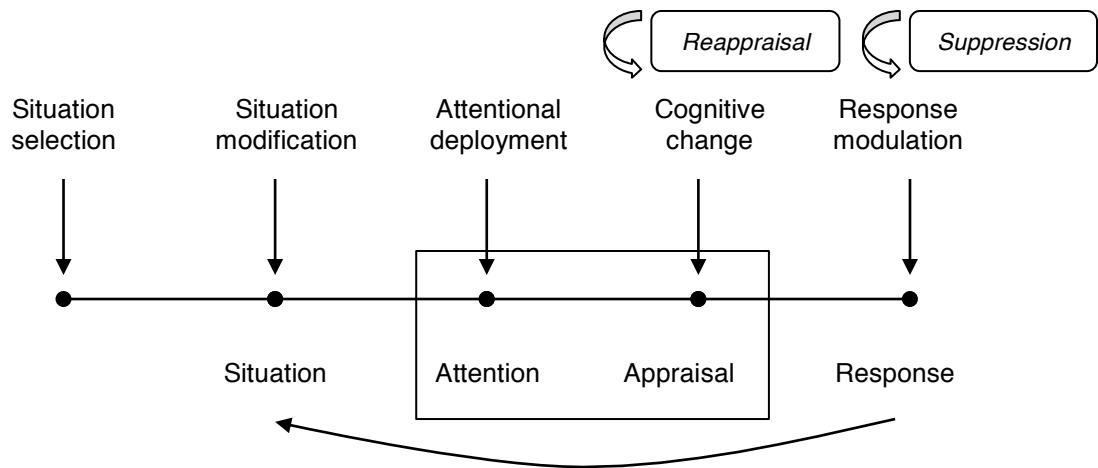 Reappraisal
Suppression
Situation
selection
Situation
modification
Attentional
deployment
Cognitive
change
Response
modulation
Situation
Attention
Appraisal
Response